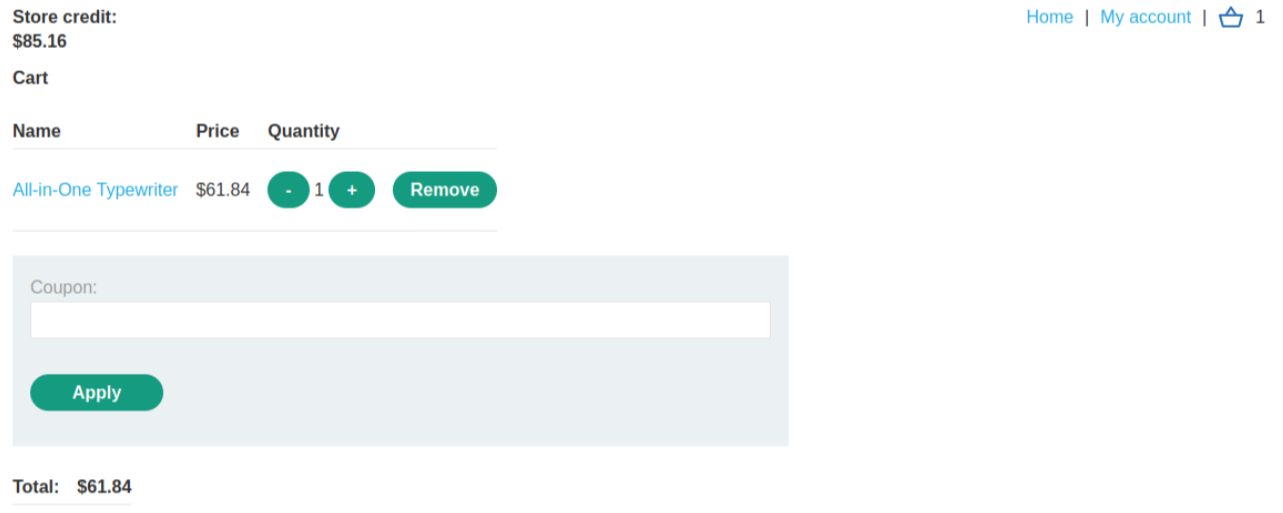 Store credit:
$85.16
Home | My account | 1
Cart
Name Price Quantity
All-in-One Typewriter $61.84 - 1 + Remove
Coupon:
Apply
Total: $61.84